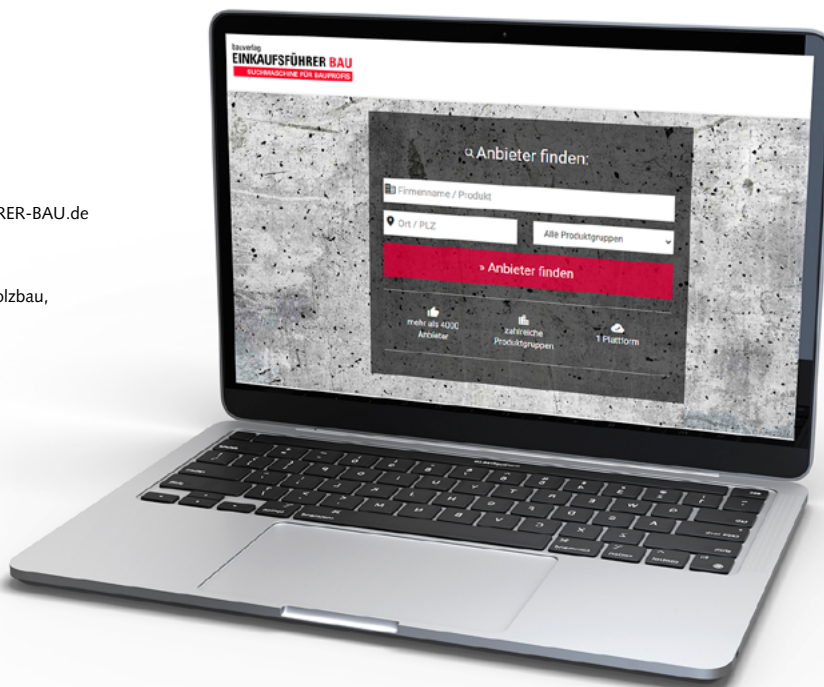 bauverlag
EINKAUFSFÜHRER BAU
SUCHMASCHINE FÜR BAUPROFIS
RER-BAU.de
olzbau,
Anbieter finden:
Firmenname / Produkt
Ort / PLZ
Alle Produktgruppen
» Anbieter finden
mehr als 4000
Anbieter
zahlreiche
Produktgruppen
1 Plattform